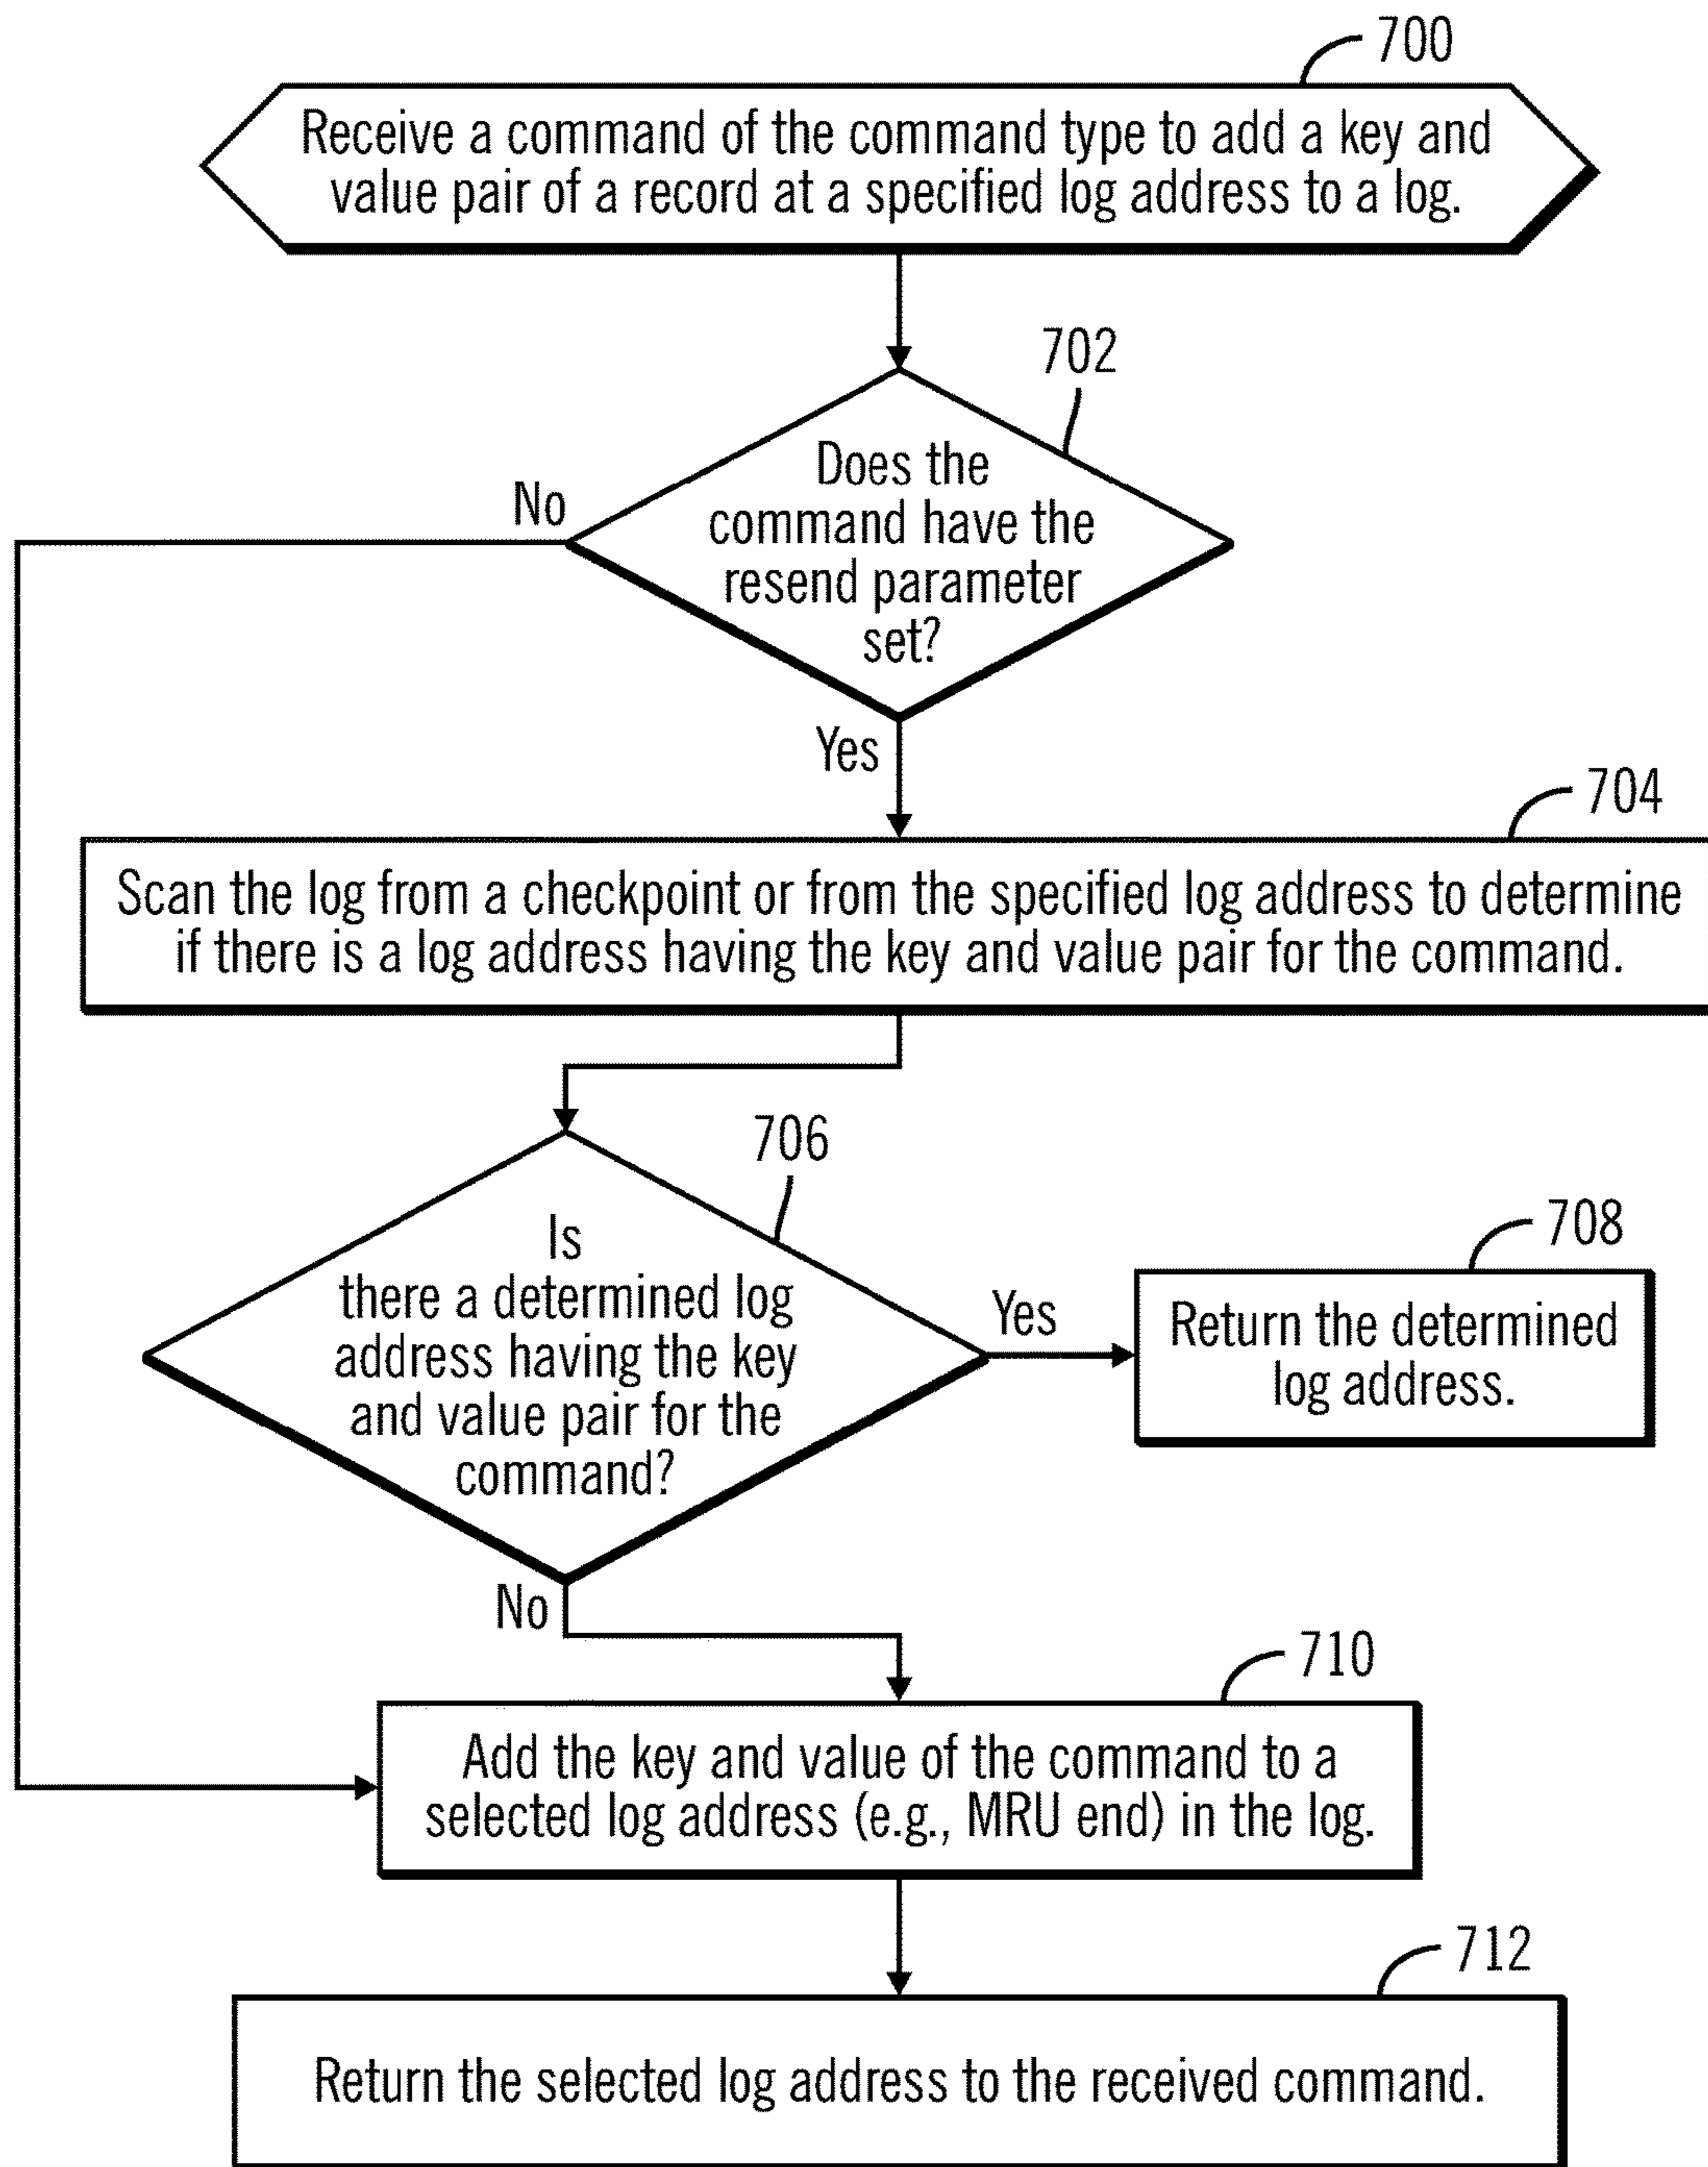 700
Receive a command of the command type to add a key and
value pair of a record at a specified log address to a log.
702
Does the
command have the
resend parameter
set?
No
Yes
704
Scan the log from a checkpoint or from the specified log address to determine
if there is a log address having the key and value pair for the command.
706
Is
there a determined log
address having the key
and value pair for the
command?
Yes
708
Return the determined
log address.
No
710
Add the key and value of the command to a
selected log address (e.g., MRU end) in the log.
712
Return the selected log address to the received command.